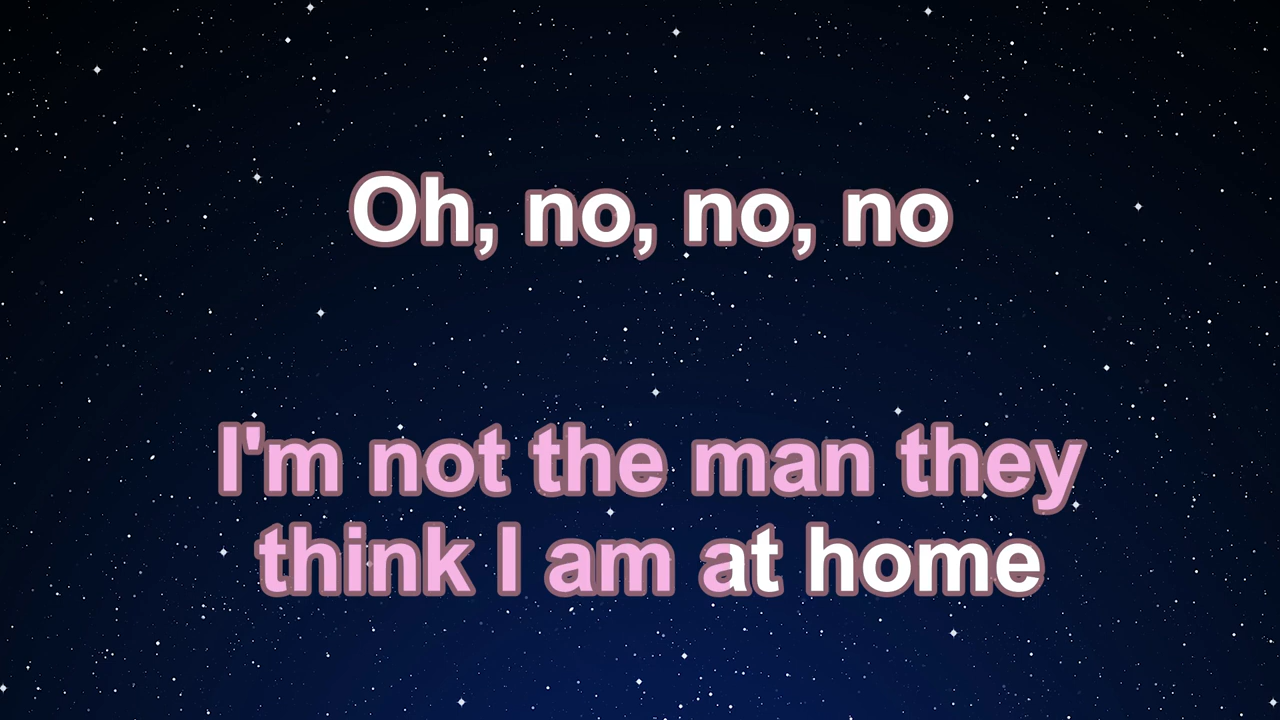 Oh, no, no, no
I'm not the man they
think I am at home